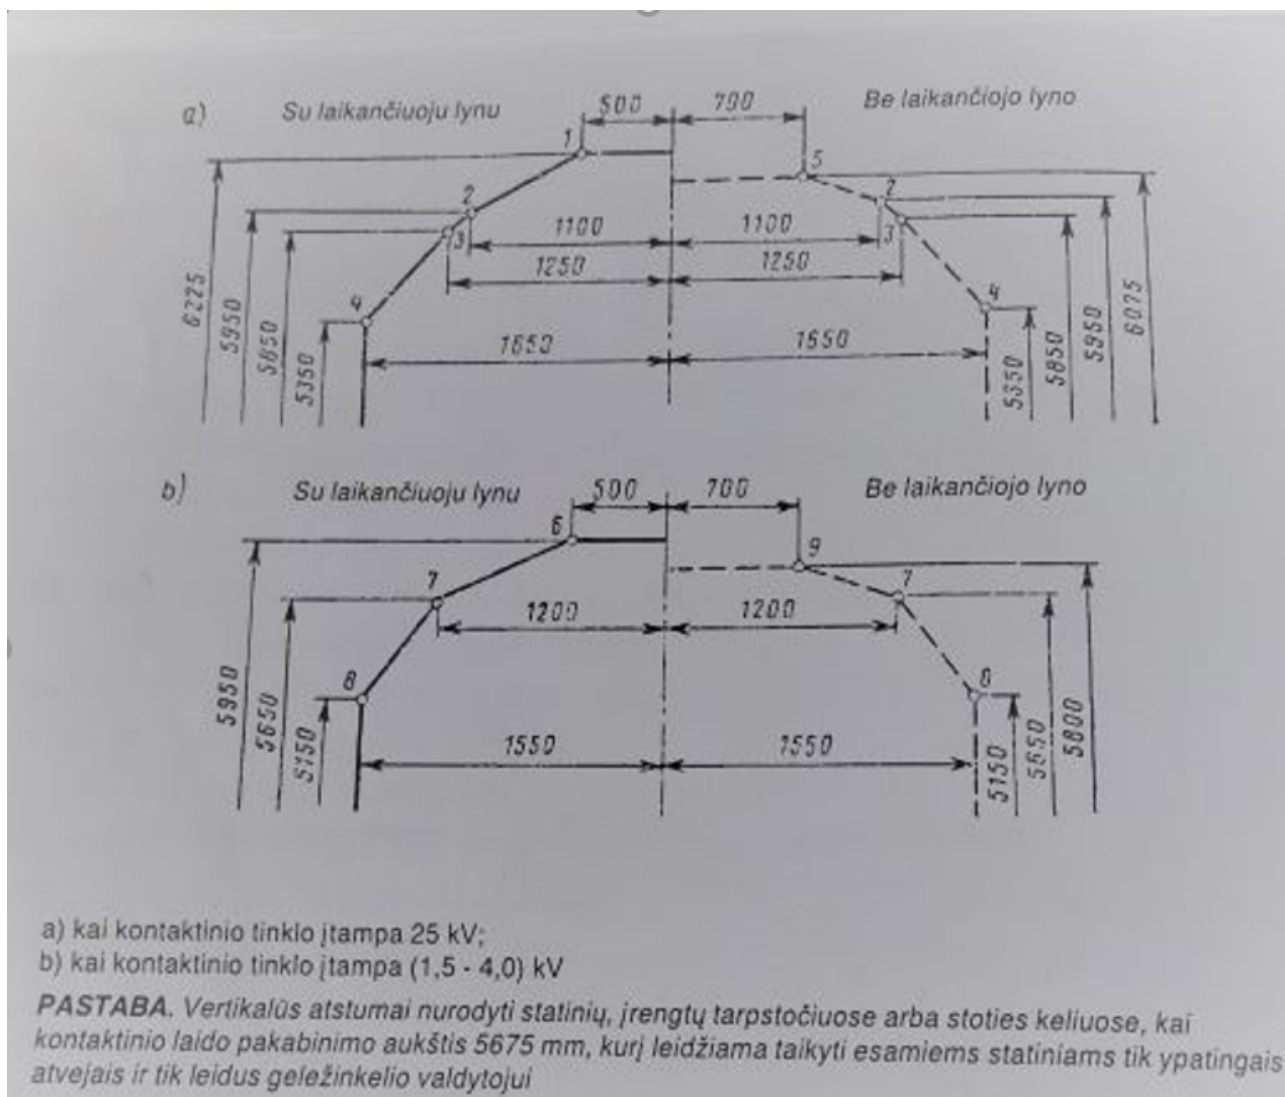 a) Su laikančiuoju lynu 500 700 Be laikančiojo lyno
1 5
2 2
3 1100 1100 3
1250 1250
4 4
1650 1550
6225 5950 5850 5350 5350 5850 5950 6075
b) Su laikančiuoju lynu 500 700 Be laikančiojo lyno
6 9
7 7
1200 1200
8 8
1550 1550
5950 5650 5150 5150 5650 5800
a) kai kontaktinio tinklo įtampa 25 kV;
b) kai kontaktinio tinklo įtampa (1,5 - 4,0) kV
PASTABA. Vertikalūs atstumai nurodyti statinių, įrengtų tarpstočiuose arba stoties keliuose, kai
kontaktinio laido pakabinimo aukštis 5675 mm, kurį leidžiama taikyti esamiems statiniams tik ypatingais
atvejais ir tik leidus geležinkelio valdytojui